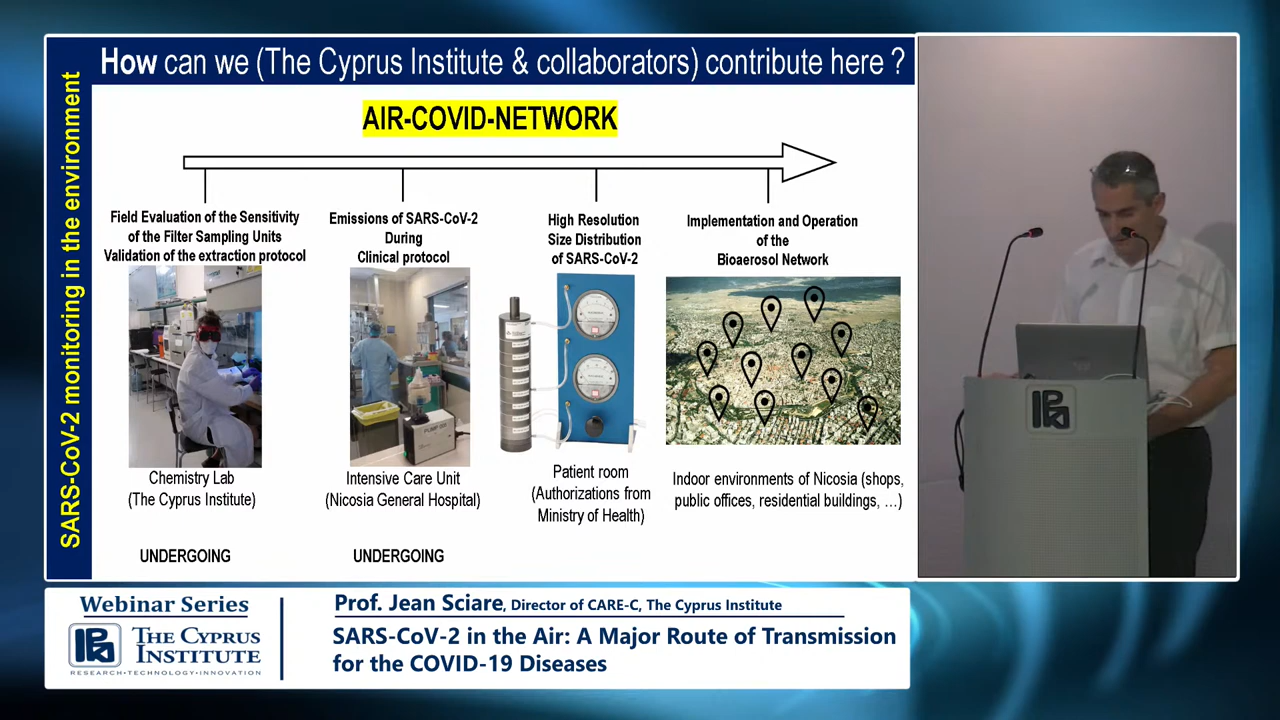 How can we (The Cyprus Institute & collaborators) contribute here ?
SARS-CoV-2 monitoring in the environment
AIR-COVID-NETWORK
Field Evaluation of the Sensitivity
of the Filter Sampling Units
Validation of the extraction protocol
Emissions of SARS-CoV-2
During
Clinical protocol
High Resolution
Size Distribution
of SARS-CoV-2
Implementation and Operation
of the
Bioaerosol Network
Chemistry Lab
(The Cyprus Institute)
Intensive Care Unit
(Nicosia General Hospital)
Patient room
(Authorizations from
Ministry of Health)
Indoor environments of Nicosia (shops,
public offices, residential buildings, …)
UNDERGOING
UNDERGOING
Webinar Series
THE CYPRUS
INSTITUTE
RESEARCH•TECHNOLOGY•INNOVATION
Prof. Jean Sciare, Director of CARE-C, The Cyprus Institute
SARS-CoV-2 in the Air: A Major Route of Transmission
for the COVID-19 Diseases